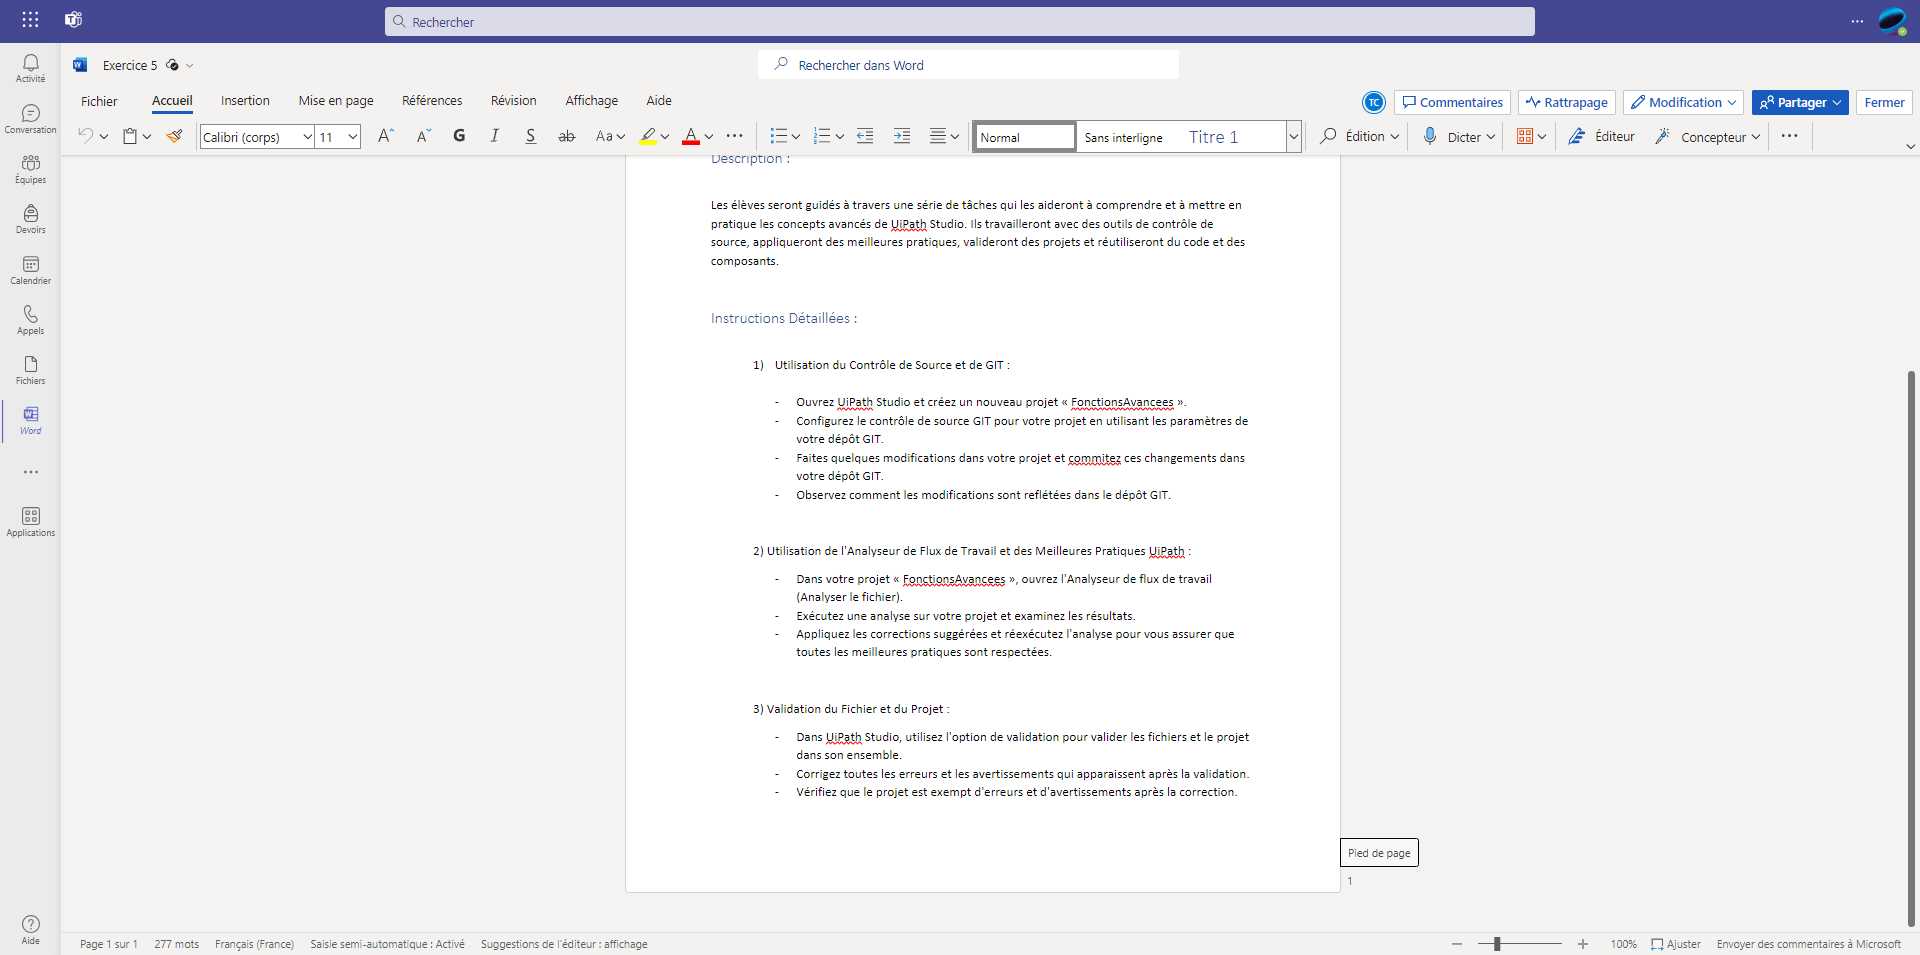 Rechercher
Activité
Conversation
Équipes
Devoirs
Calendrier
Appels
Fichiers
Word
Applications
Aide
Exercice 5
Rechercher dans Word
Fichier Accueil Insertion Mise en page Références Révision Affichage Aide
TC Commentaires Rattrapage Modification Partager Fermer
Calibri (corps) 11 A A G I S ab Aa A Normal Sans interligne Titre 1 Édition Dicter Éditeur Concepteur
Description :
Les élèves seront guidés à travers une série de tâches qui les aideront à comprendre et à mettre en
pratique les concepts avancés de UiPath Studio. Ils travailleront avec des outils de contrôle de
source, appliqueront des meilleures pratiques, valideront des projets et réutiliseront du code et des
composants.
Instructions Détaillées :
1) Utilisation du Contrôle de Source et de GIT :
- Ouvrez UiPath Studio et créez un nouveau projet « FonctionsAvancees ».
- Configurez le contrôle de source GIT pour votre projet en utilisant les paramètres de
votre dépôt GIT.
- Faites quelques modifications dans votre projet et commitez ces changements dans
votre dépôt GIT.
- Observez comment les modifications sont reflétées dans le dépôt GIT.
2) Utilisation de l'Analyseur de Flux de Travail et des Meilleures Pratiques UiPath :
- Dans votre projet « FonctionsAvancees », ouvrez l'Analyseur de flux de travail
(Analyser le fichier).
- Exécutez une analyse sur votre projet et examinez les résultats.
- Appliquez les corrections suggérées et réexécutez l'analyse pour vous assurer que
toutes les meilleures pratiques sont respectées.
3) Validation du Fichier et du Projet :
- Dans UiPath Studio, utilisez l'option de validation pour valider les fichiers et le projet
dans son ensemble.
- Corrigez toutes les erreurs et les avertissements qui apparaissent après la validation.
- Vérifiez que le projet est exempt d'erreurs et d'avertissements après la correction.
Pied de page
1
Page 1 sur 1 277 mots Français (France) Saisie semi-automatique : Activé Suggestions de l'éditeur : affichage
100% Ajuster Envoyer des commentaires à Microsoft